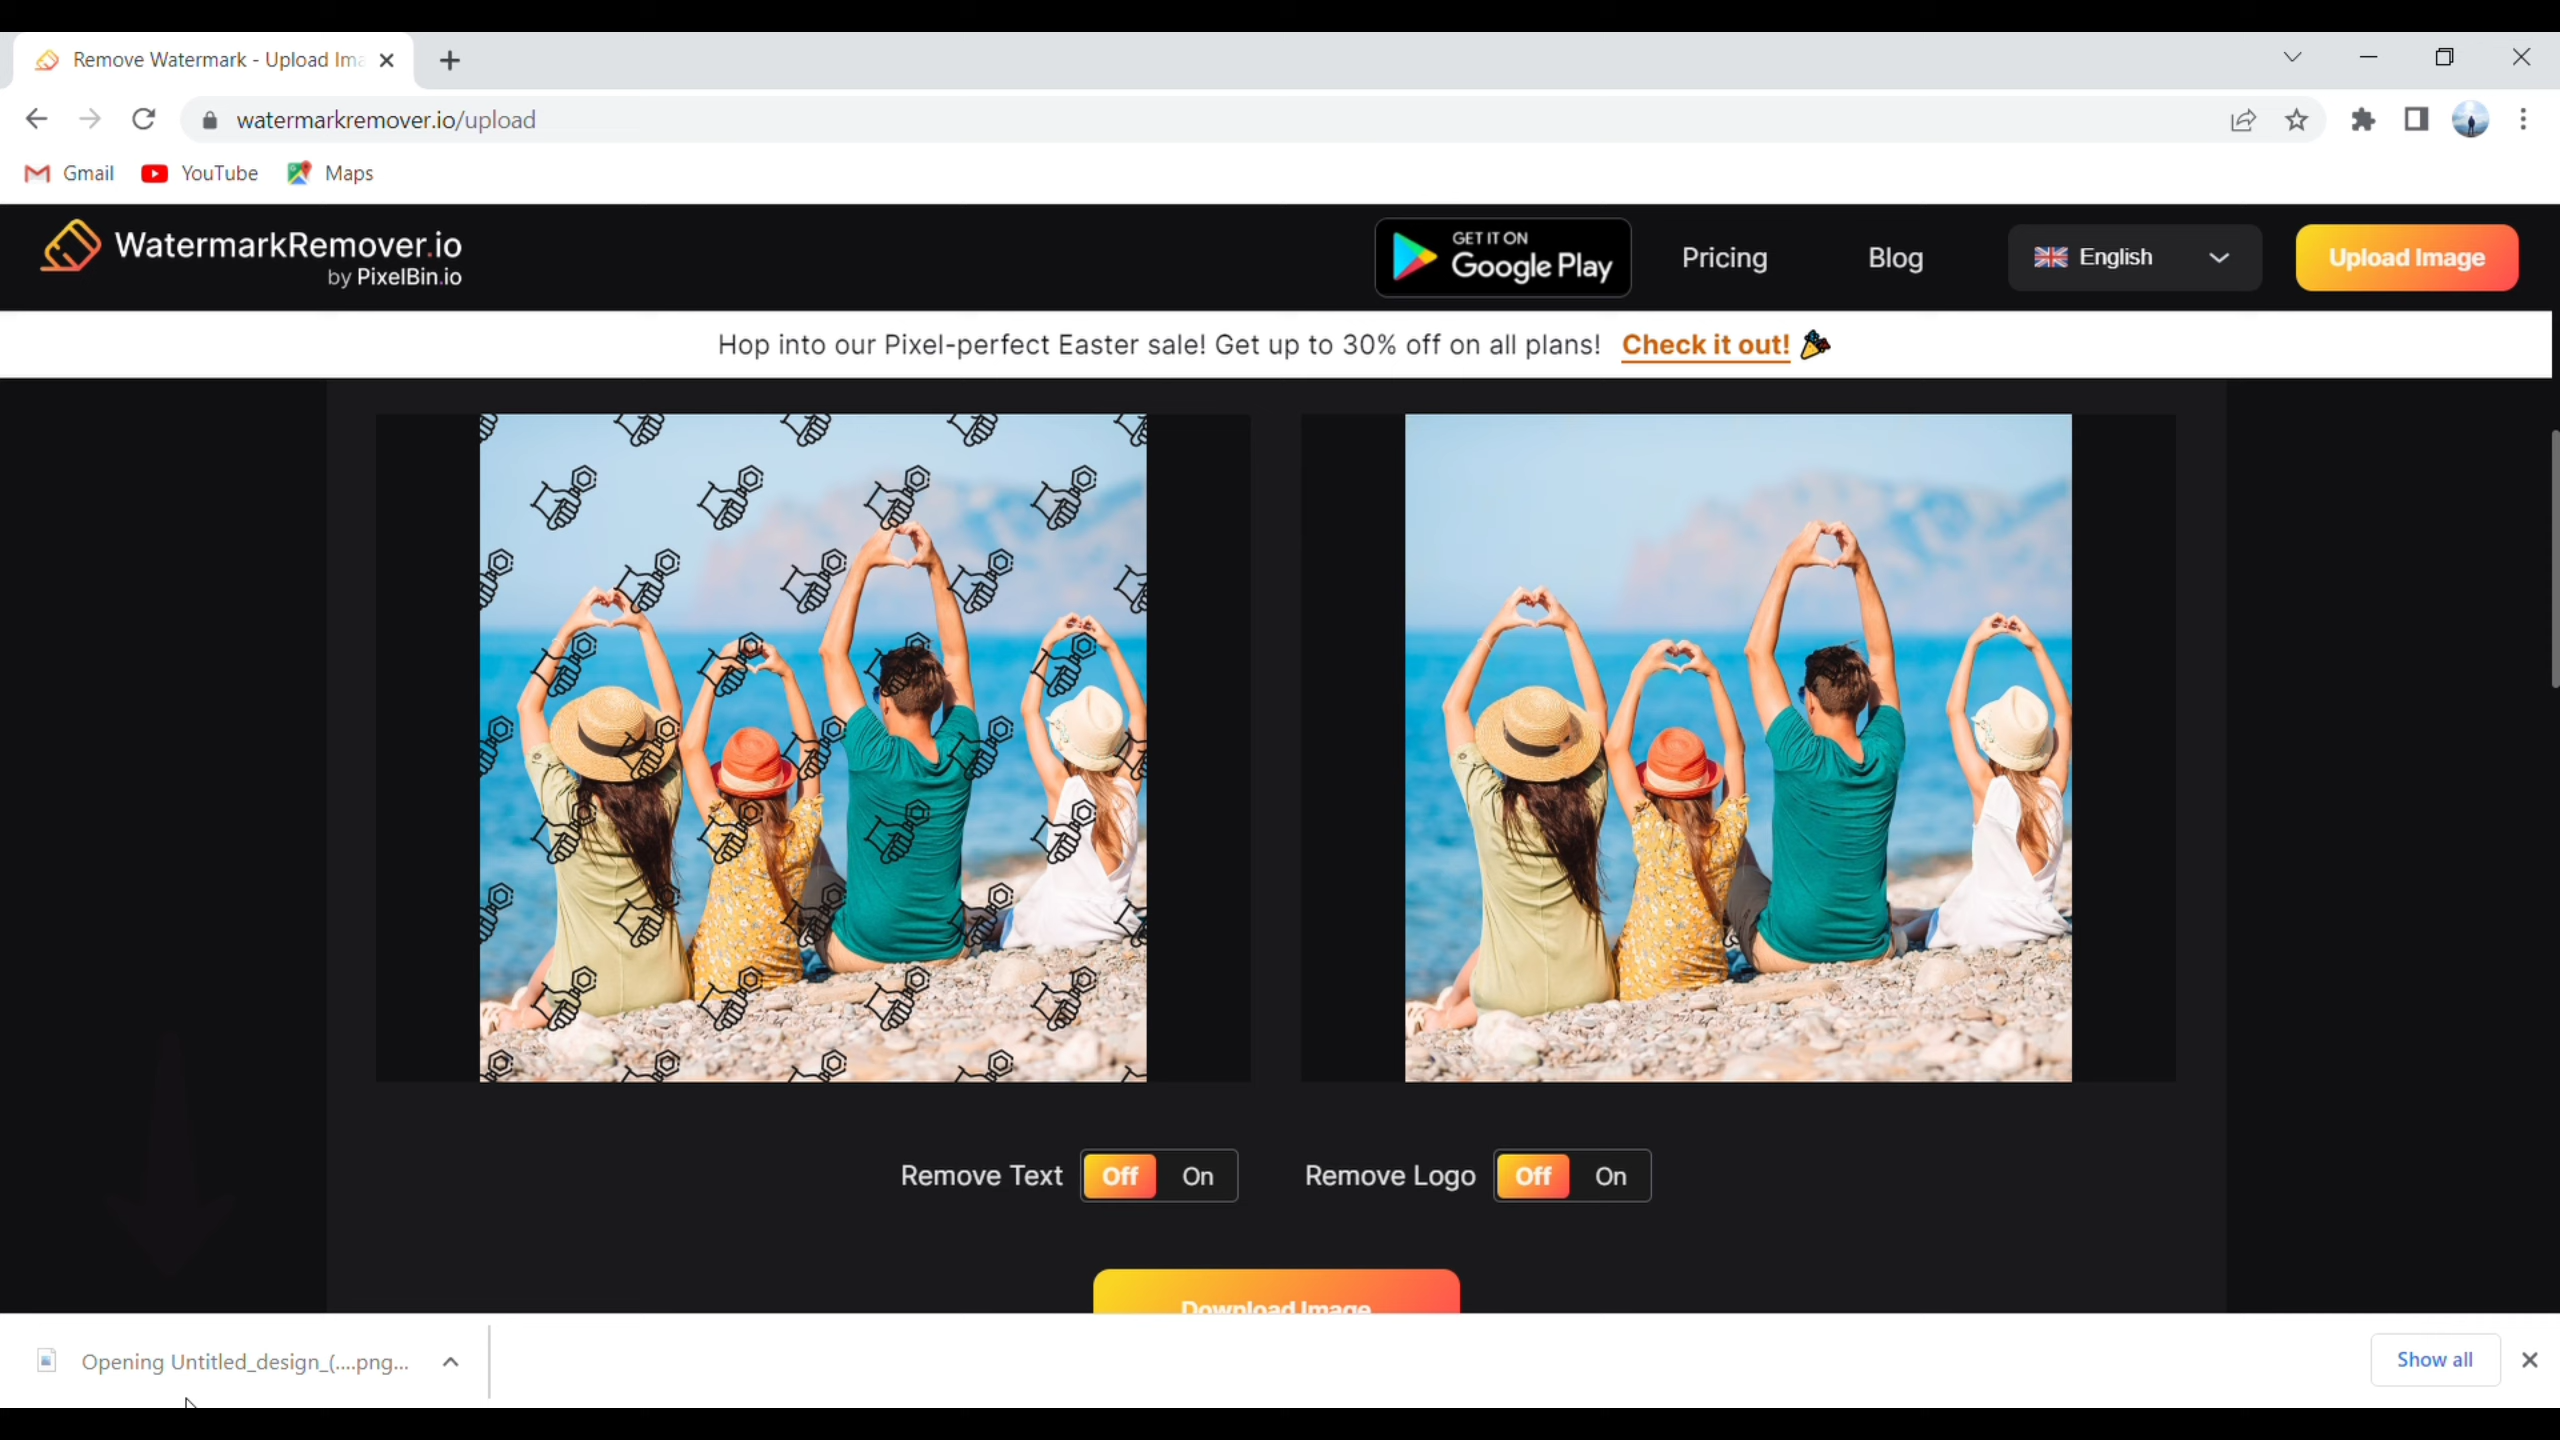 Remove Watermark - Upload Ima
watermarkremover.io/upload
Gmail
YouTube
Maps
WatermarkRemover.io
by PixelBin.io
GET IT ON
Google Play
Pricing
Blog
English
Upload Image
Hop into our Pixel-perfect Easter sale! Get up to 30% off on all plans! Check it out!
Remove Text
Off
On
Remove Logo
Off
On
Download Image
Opening Untitled_design_(....png...
Show all